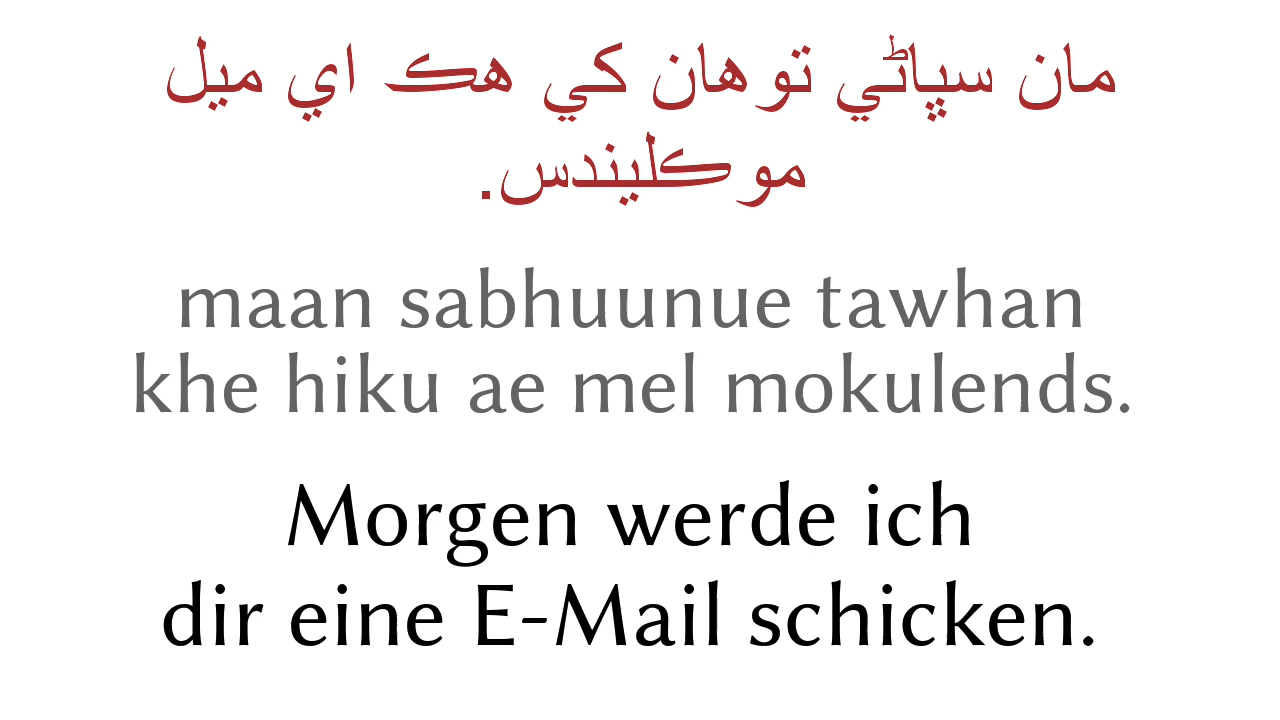 مان سڀاڻي توهان کي هڪ اي ميل
موڪليندس.
maan sabhuunue tawhan
khe hiku ae mel mokulends.
Morgen werde ich
dir eine E-Mail schicken.